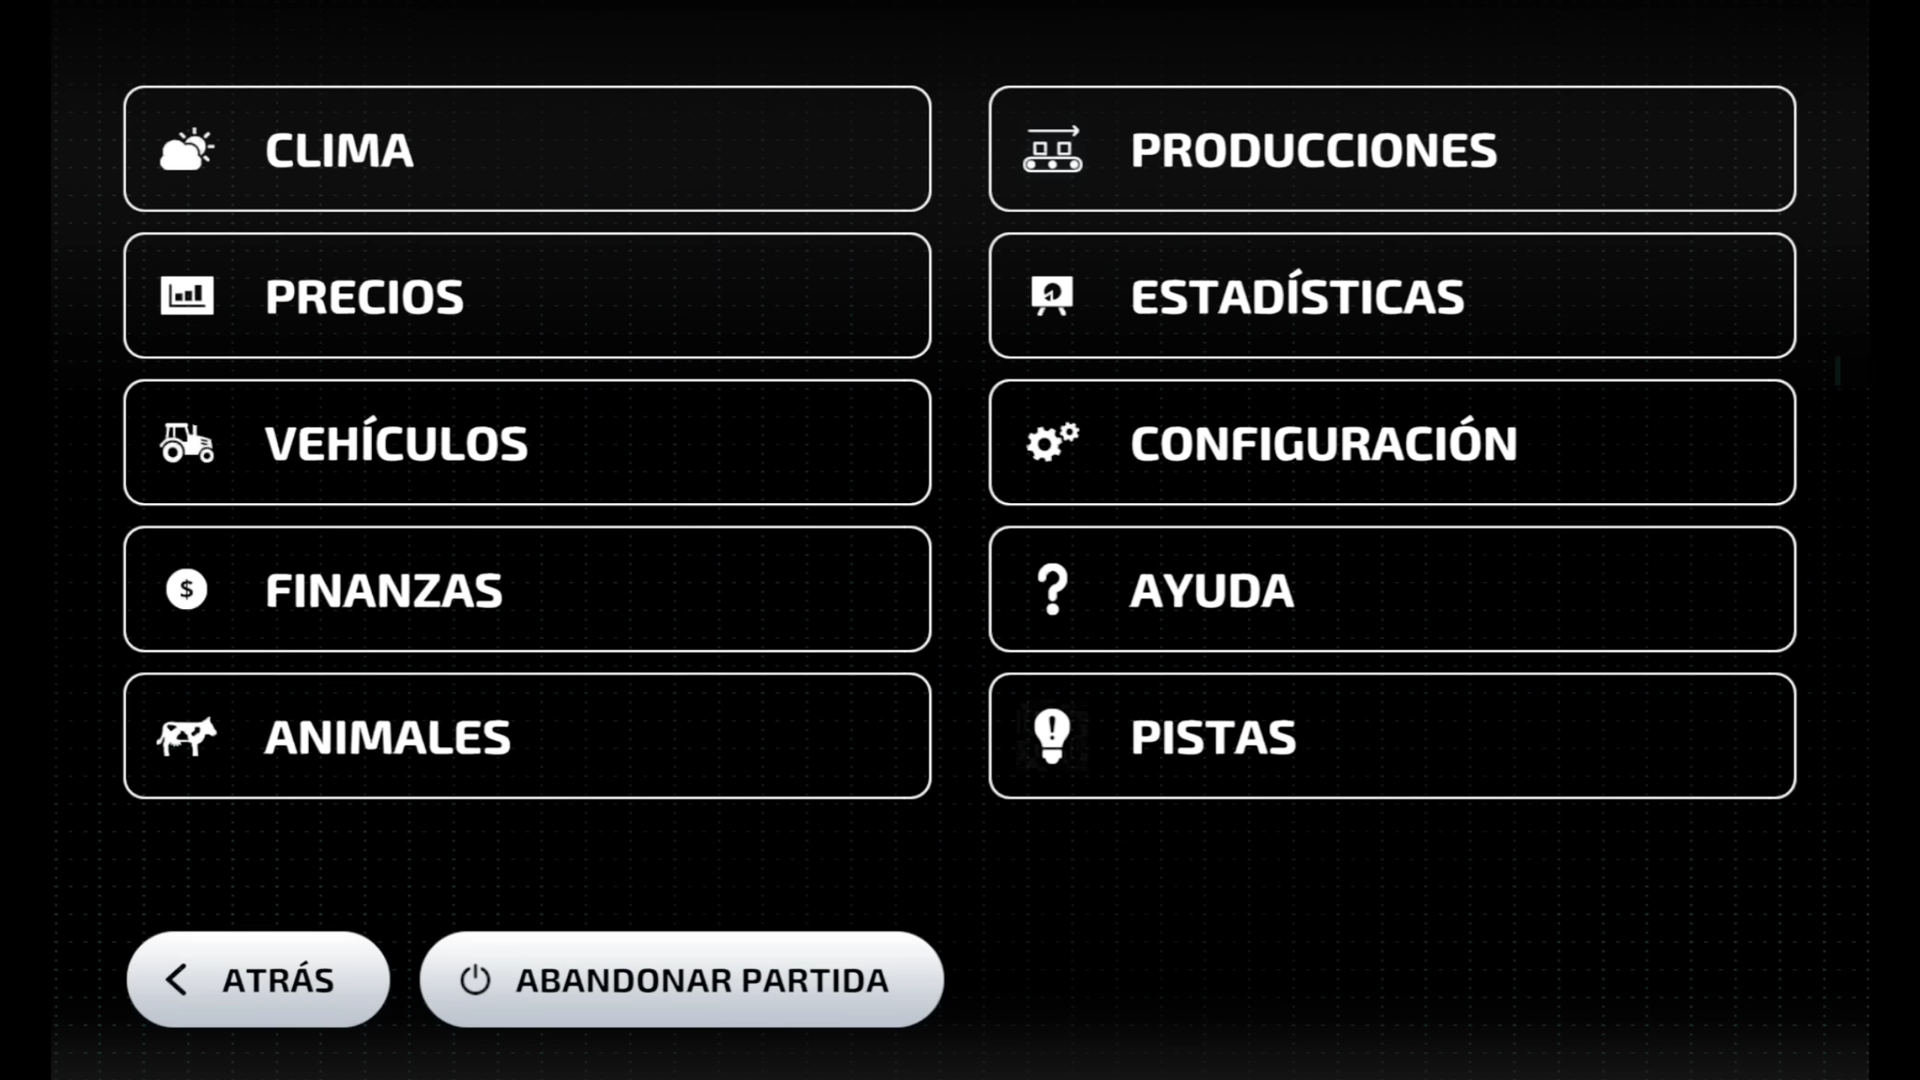 CLIMA
PRODUCCIONES
PRECIOS
ESTADÍSTICAS
VEHÍCULOS
CONFIGURACIÓN
FINANZAS
AYUDA
ANIMALES
PISTAS
ATRÁS
ABANDONAR PARTIDA